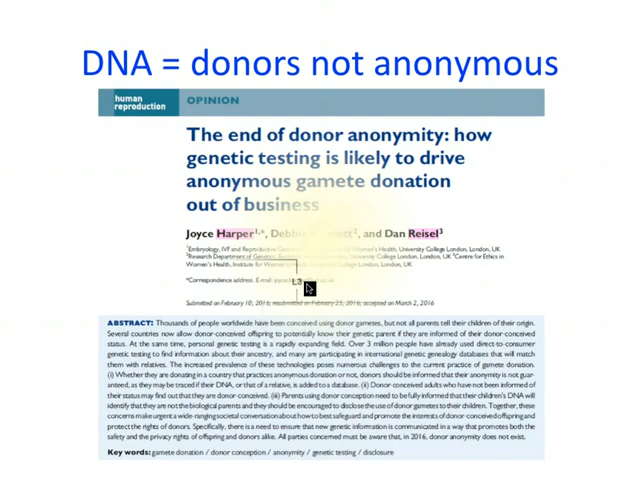 DNA = donors not anonymous
human
reproduction
OPINION
The end of donor anonymity: how
genetic testing is likely to drive
anonymous gamete donation
out of business
Joyce Harper1,*, Debbie 2, and Dan Reisel3
1Embryology, IVF and Reproductive for Women's Health, University College London, London, UK
2Research Department of Genetics, University College London, London, UK 3Centre for Ethics in
Women's Health, Institute for Women's Health, University College London, London, UK
*Correspondence address. E-mail: joyce.
L3
Submitted on February 10, 2016; resubmitted on February 25, 2016; accepted on March 2, 2016
ABSTRACT: Thousands of people worldwide have been conceived using donor gametes, but not all parents tell their children of their origin.
Several countries now allow donor-conceived offspring to potentially know their genetic parent if they are informed of their donor-conceived
status. At the same time, personal genetic testing is a rapidly expanding field. Over 3 million people have already used direct-to-consumer
genetic testing to find information about their ancestry, and many are participating in international genetic genealogy databases that will match
them with relatives. The increased prevalence of these technologies poses numerous challenges to the current practice of gamete donation.
(i) Whether they are donating in a country that practices anonymous donation or not, donors should be informed that their anonymity is not guar-
anteed, as they may be traced if their DNA, or that of a relative, is added to a database. (ii) Donor-conceived adults who have not been informed of
their status may find out that they are donor-conceived. (iii) Parents using donor conception need to be fully informed that their children's DNA will
identify that they are not the biological parents and they should be encouraged to disclose the use of donor gametes to their children. Together, these
concerns make urgent a wide-ranging societal conversation about how to best safeguard and promote the interests of donor-conceived offspring and
protect the rights of donors. Specifically, there is a need to ensure that new genetic information is communicated in a way that promotes both the
safety and the privacy rights of offspring and donors alike. All parties concerned must be aware that, in 2016, donor anonymity does not exist.
Key words: gamete donation / donor conception / anonymity / genetic testing / disclosure